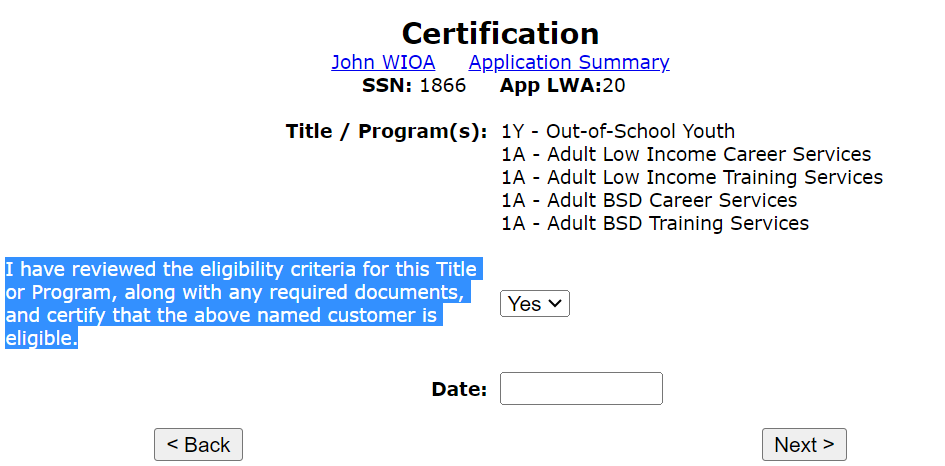 Certification
John WIOA Application Summary
SSN: 1866 App LWA:20
Title / Program(s): 1Y - Out-of-School Youth
1A - Adult Low Income Career Services
1A - Adult Low Income Training Services
1A - Adult BSD Career Services
1A - Adult BSD Training Services
I have reviewed the eligibility criteria for this Title
or Program, along with any required documents,
and certify that the above named customer is
eligible.
Yes
Date:
< Back Next >